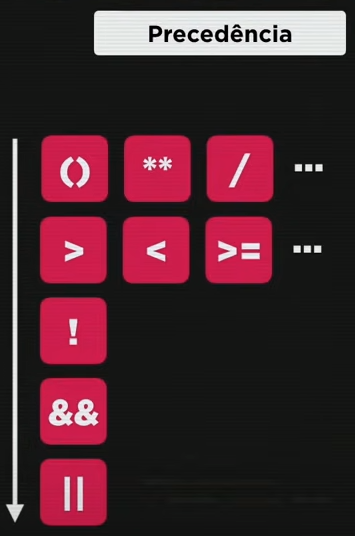 Precedência
() ** / ...
> < >= ...
!
&&
||